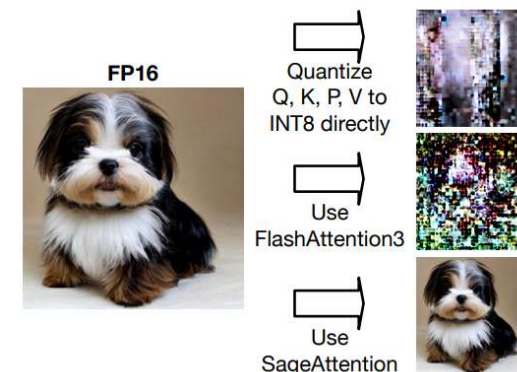 FP16
Quantize
Q, K, P, V to
INT8 directly
Use
FlashAttention3
Use
SageAttention